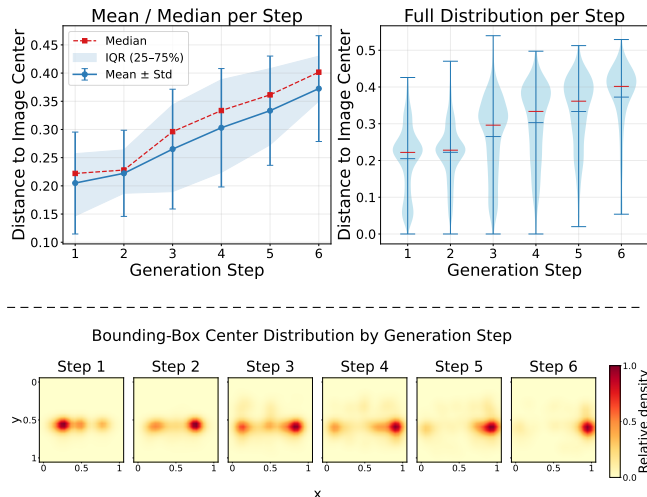 Mean / Median per Step
Distance to Image Center
0.45
0.40
0.35
0.30
0.25
0.20
0.15
0.10
Median
IQR (25–75%)
Mean ± Std
1 2 3 4 5 6
Generation Step
Full Distribution per Step
Distance to Image Center
0.5
0.4
0.3
0.2
0.1
0.0
1 2 3 4 5 6
Generation Step
Bounding-Box Center Distribution by Generation Step
Step 1 Step 2 Step 3 Step 4 Step 5 Step 6
y
0
0.5
1
0 0.5 1
0 0.5 1
0 0.5 1
0 0.5 1
0 0.5 1
0 0.5 1
x
1.0
0.5
0.0
Relative density